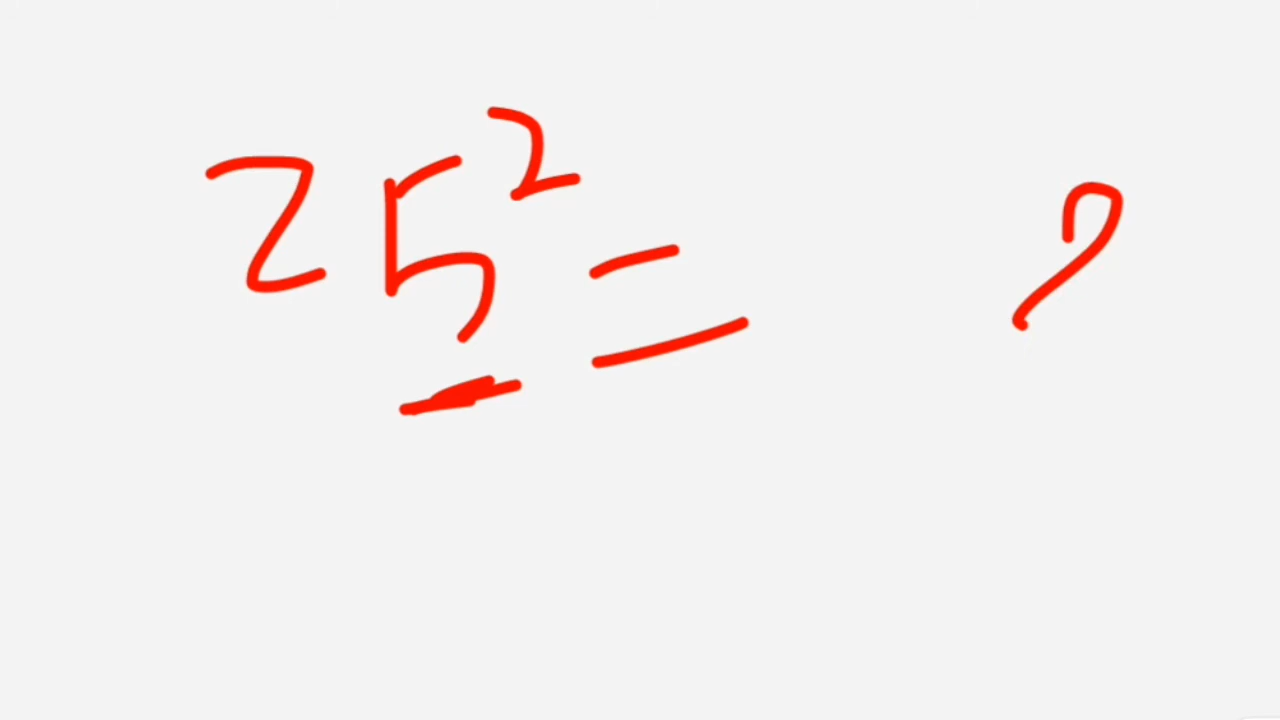 25² = ?